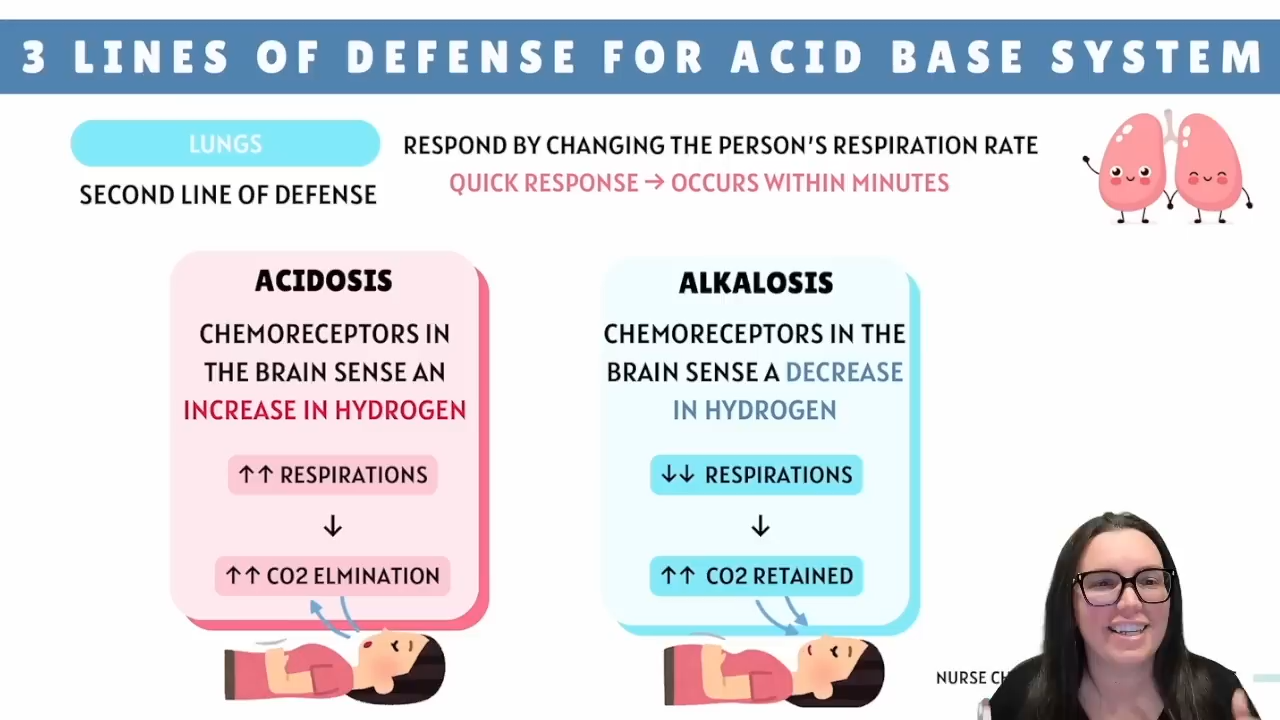 3 LINES OF DEFENSE FOR ACID BASE SYSTEM
LUNGS
SECOND LINE OF DEFENSE
RESPOND BY CHANGING THE PERSON'S RESPIRATION RATE
QUICK RESPONSE → OCCURS WITHIN MINUTES
ACIDOSIS
CHEMORECEPTORS IN
THE BRAIN SENSE AN
INCREASE IN HYDROGEN
↑↑ RESPIRATIONS
↓
↑↑ CO2 ELMINATION
ALKALOSIS
CHEMORECEPTORS IN THE
BRAIN SENSE A DECREASE
IN HYDROGEN
↓↓ RESPIRATIONS
↓
↑↑ CO2 RETAINED
NURSE